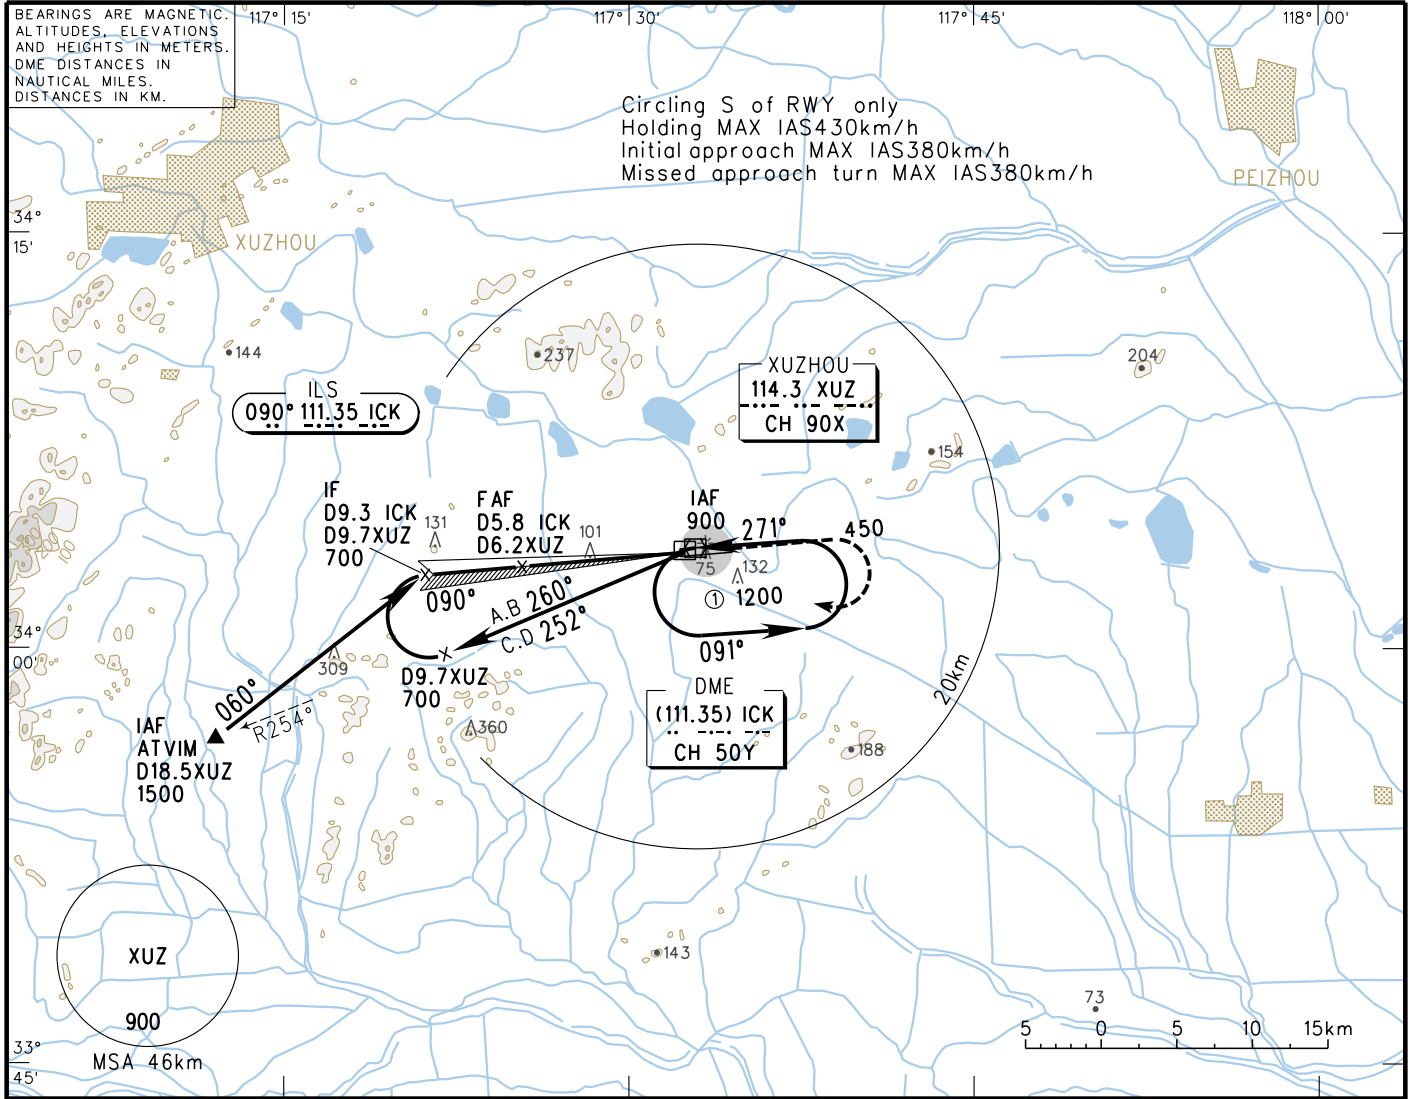 BEARINGS ARE MAGNETIC.
ALTITUDES, ELEVATIONS
AND HEIGHTS IN METERS.
DME DISTANCES IN
NAUTICAL MILES.
DISTANCES IN KM.
117° 15'
117° 30'
117° 45'
118° 00'
Circling S of RWY only
Holding MAX IAS430km/h
Initial approach MAX IAS380km/h
Missed approach turn MAX IAS380km/h
PEIZHOU
34°
15'
XUZHOU
144
237
204
ILS
090° 111.35 ICK
XUZHOU
114.3 XUZ
CH 90X
154
IF
D9.3 ICK
D9.7XUZ
700
131
FAF
D5.8 ICK
D6.2XUZ
101
IAF
900
271°
450
75
132
① 1200
090°
A.B 260°
C.D 252°
091°
34°
00'
309
D9.7XUZ
700
060°
R254°
IAF
ATVIM
D18.5XUZ
1500
360
DME
(111.35) ICK
CH 50Y
20km
188
XUZ
900
MSA 46km
143
73
5 0 5 10 15km
33°
45'